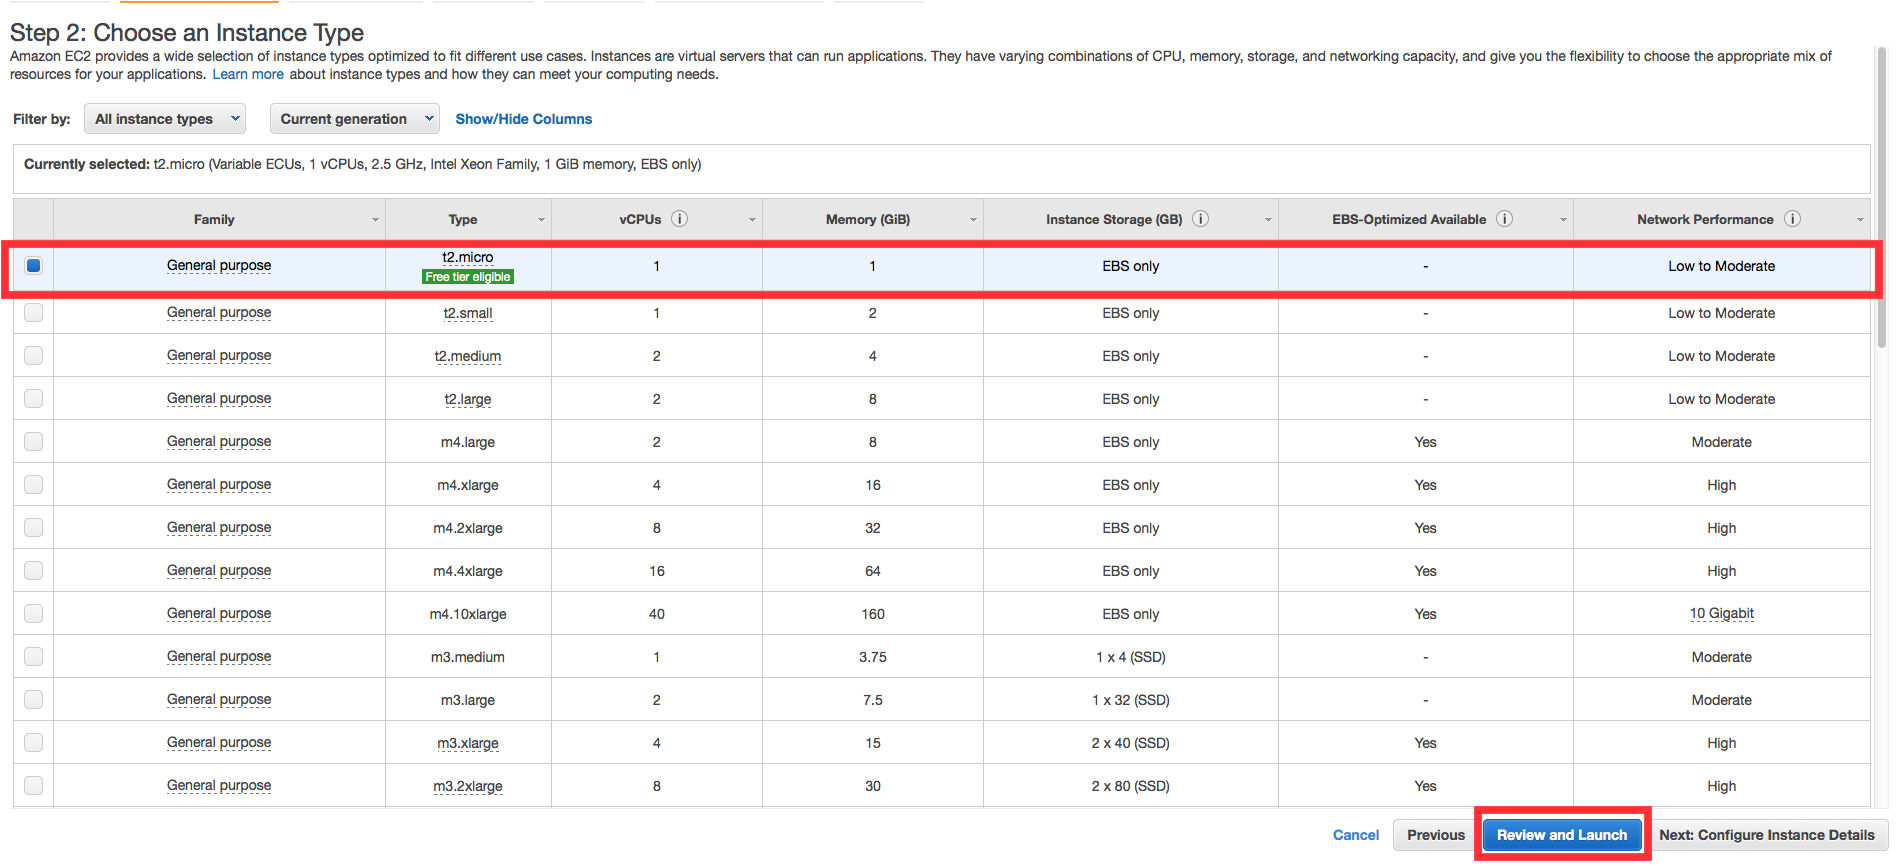 Step 2: Choose an Instance Type
Amazon EC2 provides a wide selection of instance types optimized to fit different use cases. Instances are virtual servers that can run applications. They have varying combinations of CPU, memory, storage, and networking capacity, and give you the flexibility to choose the appropriate mix of
resources for your applications. Learn more about instance types and how they can meet your computing needs.
Filter by: All instance types Current generation Show/Hide Columns
Currently selected: t2.micro (Variable ECUs, 1 vCPUs, 2.5 GHz, Intel Xeon Family, 1 GiB memory, EBS only)
Family Type vCPUs i Memory (GiB) Instance Storage (GB) i EBS-Optimized Available i Network Performance i
General purpose t2.micro 1 1 EBS only - Low to Moderate
Free tier eligible
General purpose t2.small 1 2 EBS only - Low to Moderate
General purpose t2.medium 2 4 EBS only - Low to Moderate
General purpose t2.large 2 8 EBS only - Low to Moderate
General purpose m4.large 2 8 EBS only Yes Moderate
General purpose m4.xlarge 4 16 EBS only Yes High
General purpose m4.2xlarge 8 32 EBS only Yes High
General purpose m4.4xlarge 16 64 EBS only Yes High
General purpose m4.10xlarge 40 160 EBS only Yes 10 Gigabit
General purpose m3.medium 1 3.75 1 x 4 (SSD) - Moderate
General purpose m3.large 2 7.5 1 x 32 (SSD) - Moderate
General purpose m3.xlarge 4 15 2 x 40 (SSD) Yes High
General purpose m3.2xlarge 8 30 2 x 80 (SSD) Yes High
Cancel Previous Review and Launch Next: Configure Instance Details